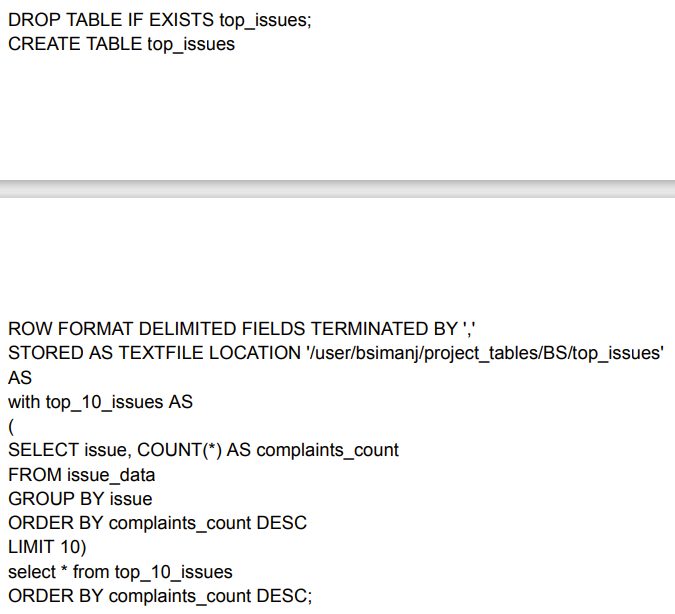 DROP TABLE IF EXISTS top_issues;
CREATE TABLE top_issues
ROW FORMAT DELIMITED FIELDS TERMINATED BY ','
STORED AS TEXTFILE LOCATION '/user/bsimanj/project_tables/BS/top_issues'
AS
with top_10_issues AS
(
SELECT issue, COUNT(*) AS complaints_count
FROM issue_data
GROUP BY issue
ORDER BY complaints_count DESC
LIMIT 10)
select * from top_10_issues
ORDER BY complaints_count DESC;